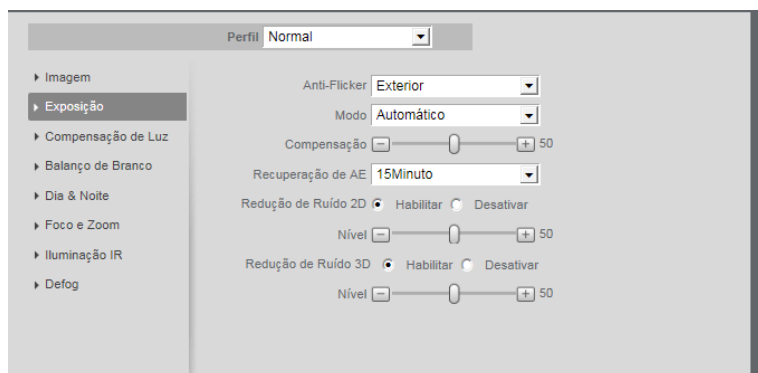 Perfil Normal
Imagem
Exposição
Compensação de Luz
Balanço de Branco
Dia & Noite
Foco e Zoom
Iluminação IR
Defog
Anti-Flicker Exterior
Modo Automático
Compensação 50
Recuperação de AE 15Minuto
Redução de Ruído 2D Habilitar Desativar
Nível 50
Redução de Ruído 3D Habilitar Desativar
Nível 50